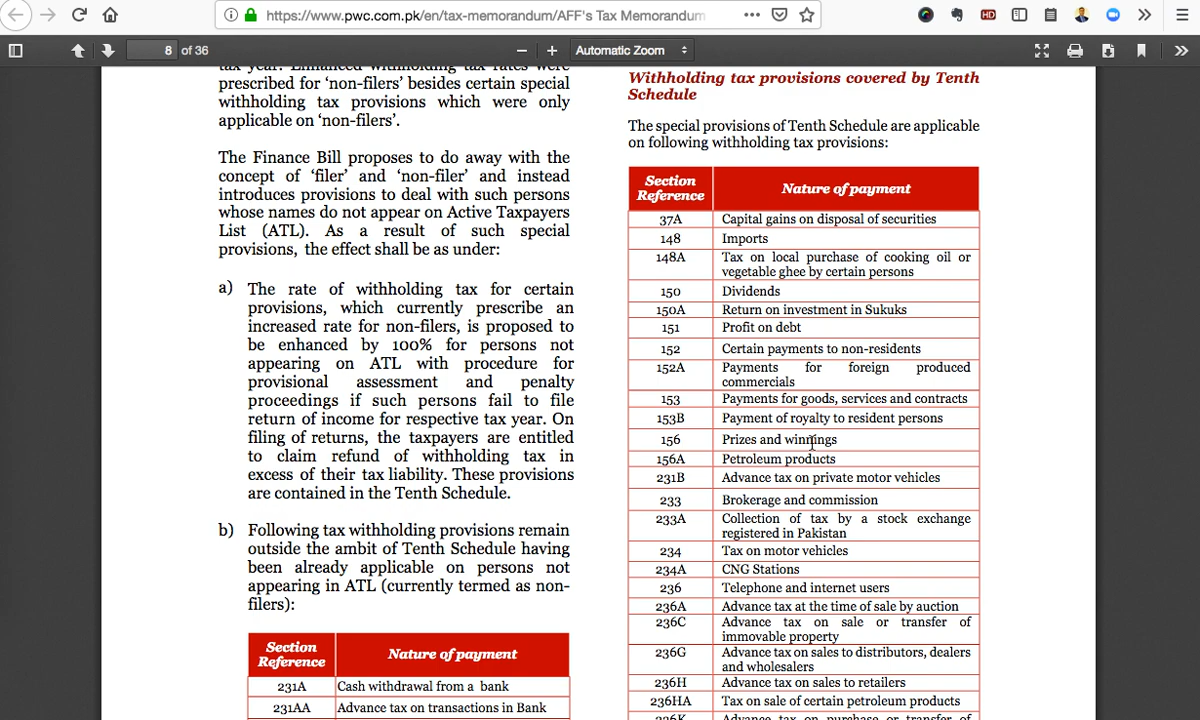 https://www.pwc.com.pk/en/tax-memorandum/AFF's Tax Memorandum
HD
8 of 36
Automatic Zoom
tax year. Enhanced withholding tax rates were
prescribed for ‘non-filers’ besides certain special
withholding tax provisions which were only
applicable on ‘non-filers’.
The Finance Bill proposes to do away with the
concept of ‘filer’ and ‘non-filer’ and instead
introduces provisions to deal with such persons
whose names do not appear on Active Taxpayers
List (ATL). As a result of such special
provisions, the effect shall be as under:
a) The rate of withholding tax for certain
provisions, which currently prescribe an
increased rate for non-filers, is proposed to
be enhanced by 100% for persons not
appearing on ATL with procedure for
provisional assessment and penalty
proceedings if such persons fail to file
return of income for respective tax year. On
filing of returns, the taxpayers are entitled
to claim refund of withholding tax in
excess of their tax liability. These provisions
are contained in the Tenth Schedule.
b) Following tax withholding provisions remain
outside the ambit of Tenth Schedule having
been already applicable on persons not
appearing in ATL (currently termed as non-
filers):
Section Reference Nature of payment
231A Cash withdrawal from a bank
231AA Advance tax on transactions in Bank
Withholding tax provisions covered by Tenth
Schedule
The special provisions of Tenth Schedule are applicable
on following withholding tax provisions:
Section Reference Nature of payment
37A Capital gains on disposal of securities
148 Imports
148A Tax on local purchase of cooking oil or
vegetable ghee by certain persons
150 Dividends
150A Return on investment in Sukuks
151 Profit on debt
152 Certain payments to non-residents
152A Payments for foreign produced
commercials
153 Payments for goods, services and contracts
153B Payment of royalty to resident persons
156 Prizes and winnings
156A Petroleum products
231B Advance tax on private motor vehicles
233 Brokerage and commission
233A Collection of tax by a stock exchange
registered in Pakistan
234 Tax on motor vehicles
234A CNG Stations
236 Telephone and internet users
236A Advance tax at the time of sale by auction
236C Advance tax on sale or transfer of
immovable property
236G Advance tax on sales to distributors, dealers
and wholesalers
236H Advance tax on sales to retailers
236HA Tax on sale of certain petroleum products
236K Advance tax on purchase or transfer of